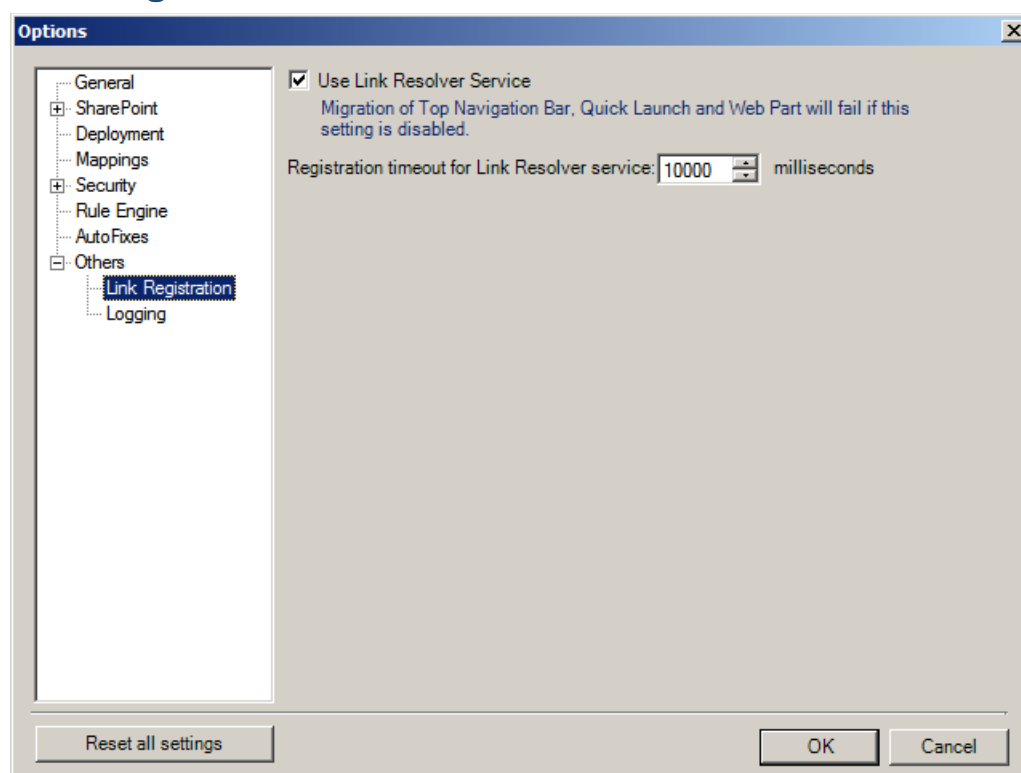 Options
General
SharePoint
Deployment
Mappings
Security
Rule Engine
AutoFixes
Others
Link Registration
Logging
Use Link Resolver Service
Migration of Top Navigation Bar, Quick Launch and Web Part will fail if this
setting is disabled.
Registration timeout for Link Resolver service: 10000 milliseconds
Reset all settings
OK
Cancel